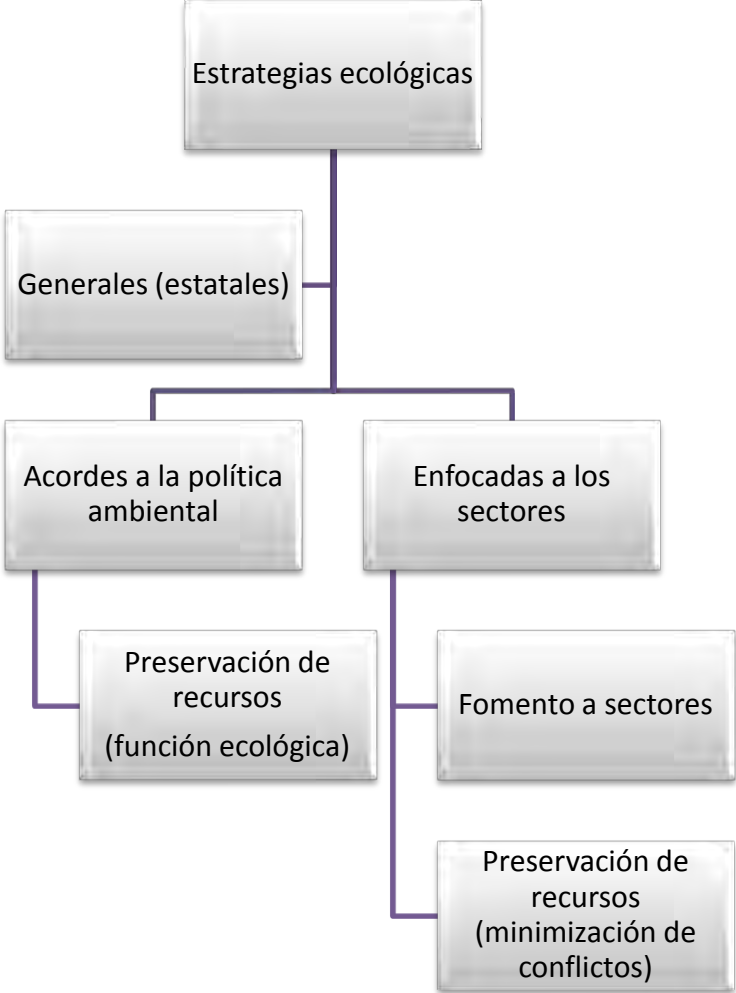 Estrategias ecológicas
Generales (estatales)
Acordes a la política
ambiental
Enfocadas a los
sectores
Preservación de
recursos
(función ecológica)
Fomento a sectores
Preservación de
recursos
(minimización de
conflictos)